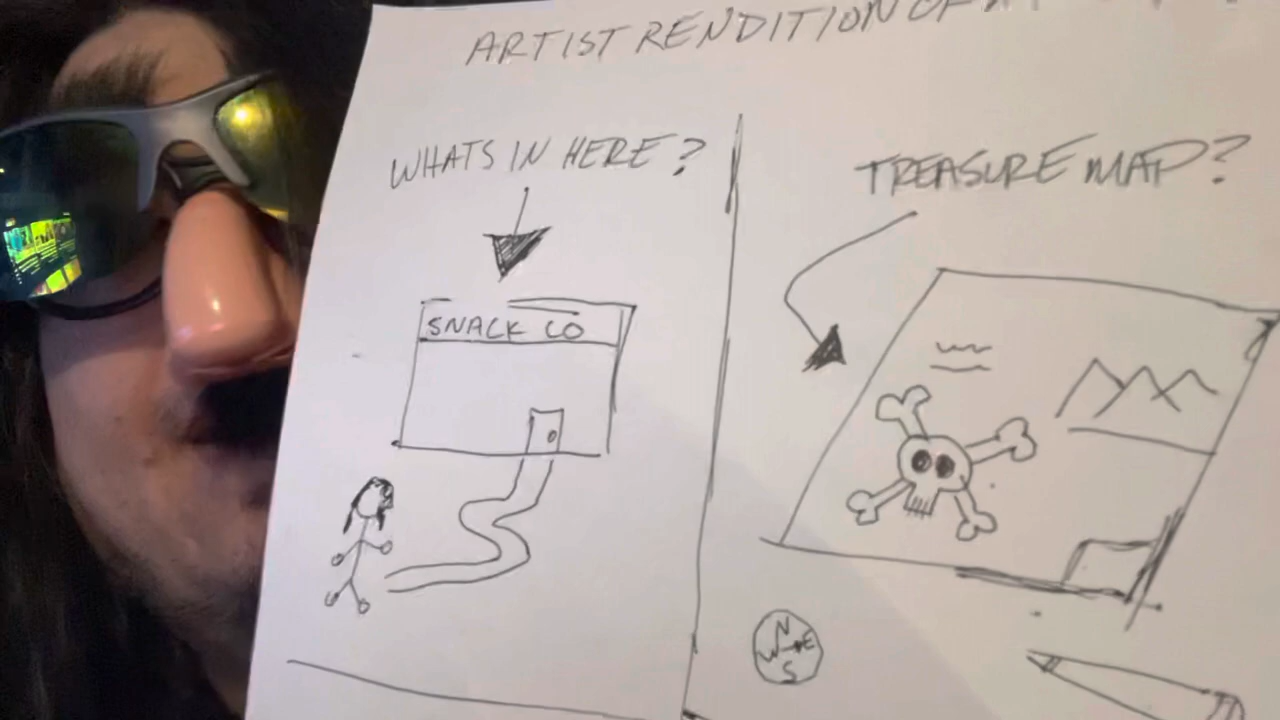 ARTIST RENDITION OF
WHATS IN HERE?
SNACK CO
TREASURE MAP?
N
W E
S